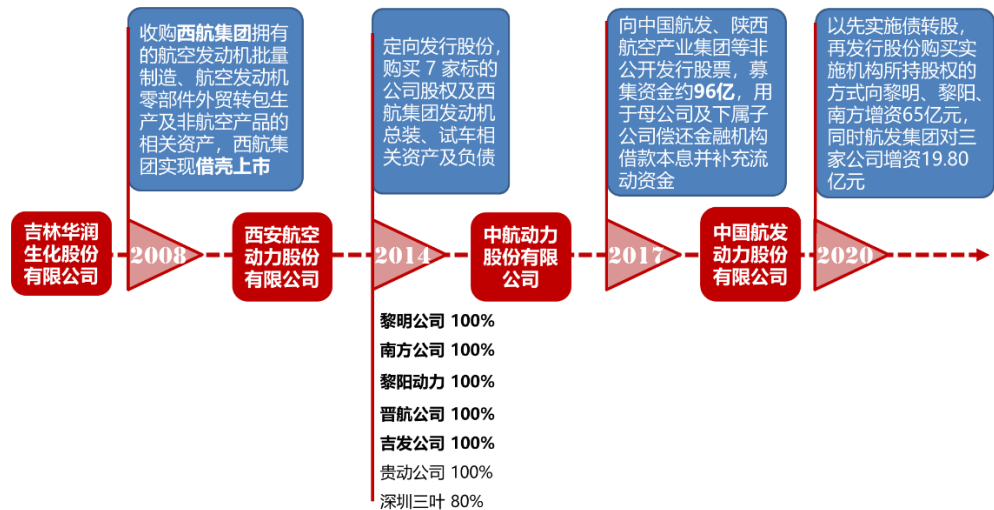 收购西航集团拥有
的航空发动机批量
制造、航空发动机
零部件外贸转包生
产及非航空产品的
相关资产，西航集
团实现借壳上市
定向发行股份，
购买 7 家标的
公司股权及西
航集团发动机
总装、试车相
关资产及负债
向中国航发、陕西
航空产业集团等非
公开发行股票，募
集资金约96亿，用
于母公司及下属子
公司偿还金融机构
借款本息并补充流
动资金
以先实施债转股，
再发行股份购买实
施机构所持股权的
方式向黎明、黎阳、
南方增资65亿元，
同时航发集团对三
家公司增资19.80
亿元
吉林华润
生化股份
有限公司
2008
西安航空
动力股份
有限公司
2014
中航动力
股份有限
公司
2017
中国航发
动力股份
有限公司
2020
黎明公司 100%
南方公司 100%
黎阳动力 100%
晋航公司 100%
吉发公司 100%
贵动公司 100%
深圳三叶 80%